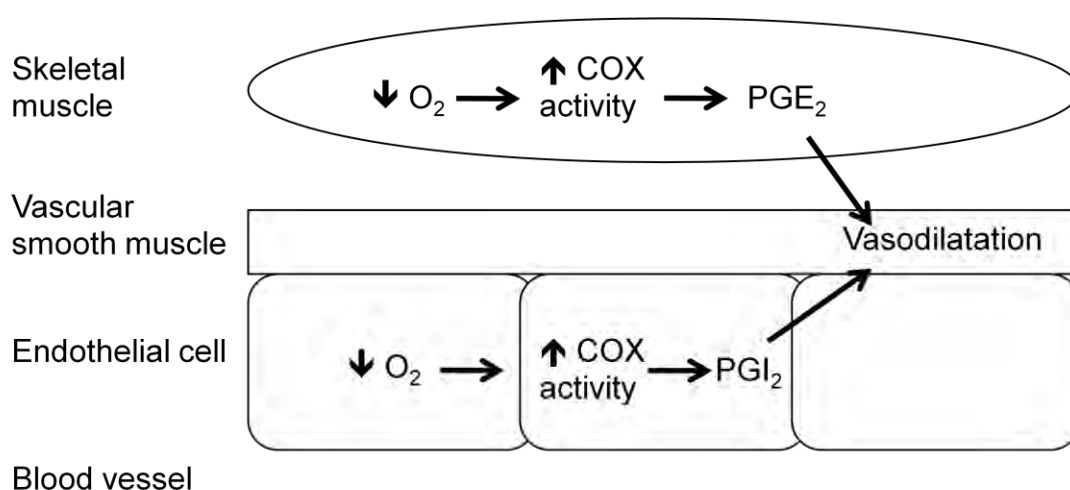 Skeletal
muscle
↓ O₂ → ↑ COX
activity → PGE₂
Vascular
smooth muscle
Vasodilatation
Endothelial cell
↓ O₂ → ↑ COX
activity → PGI₂
Blood vessel